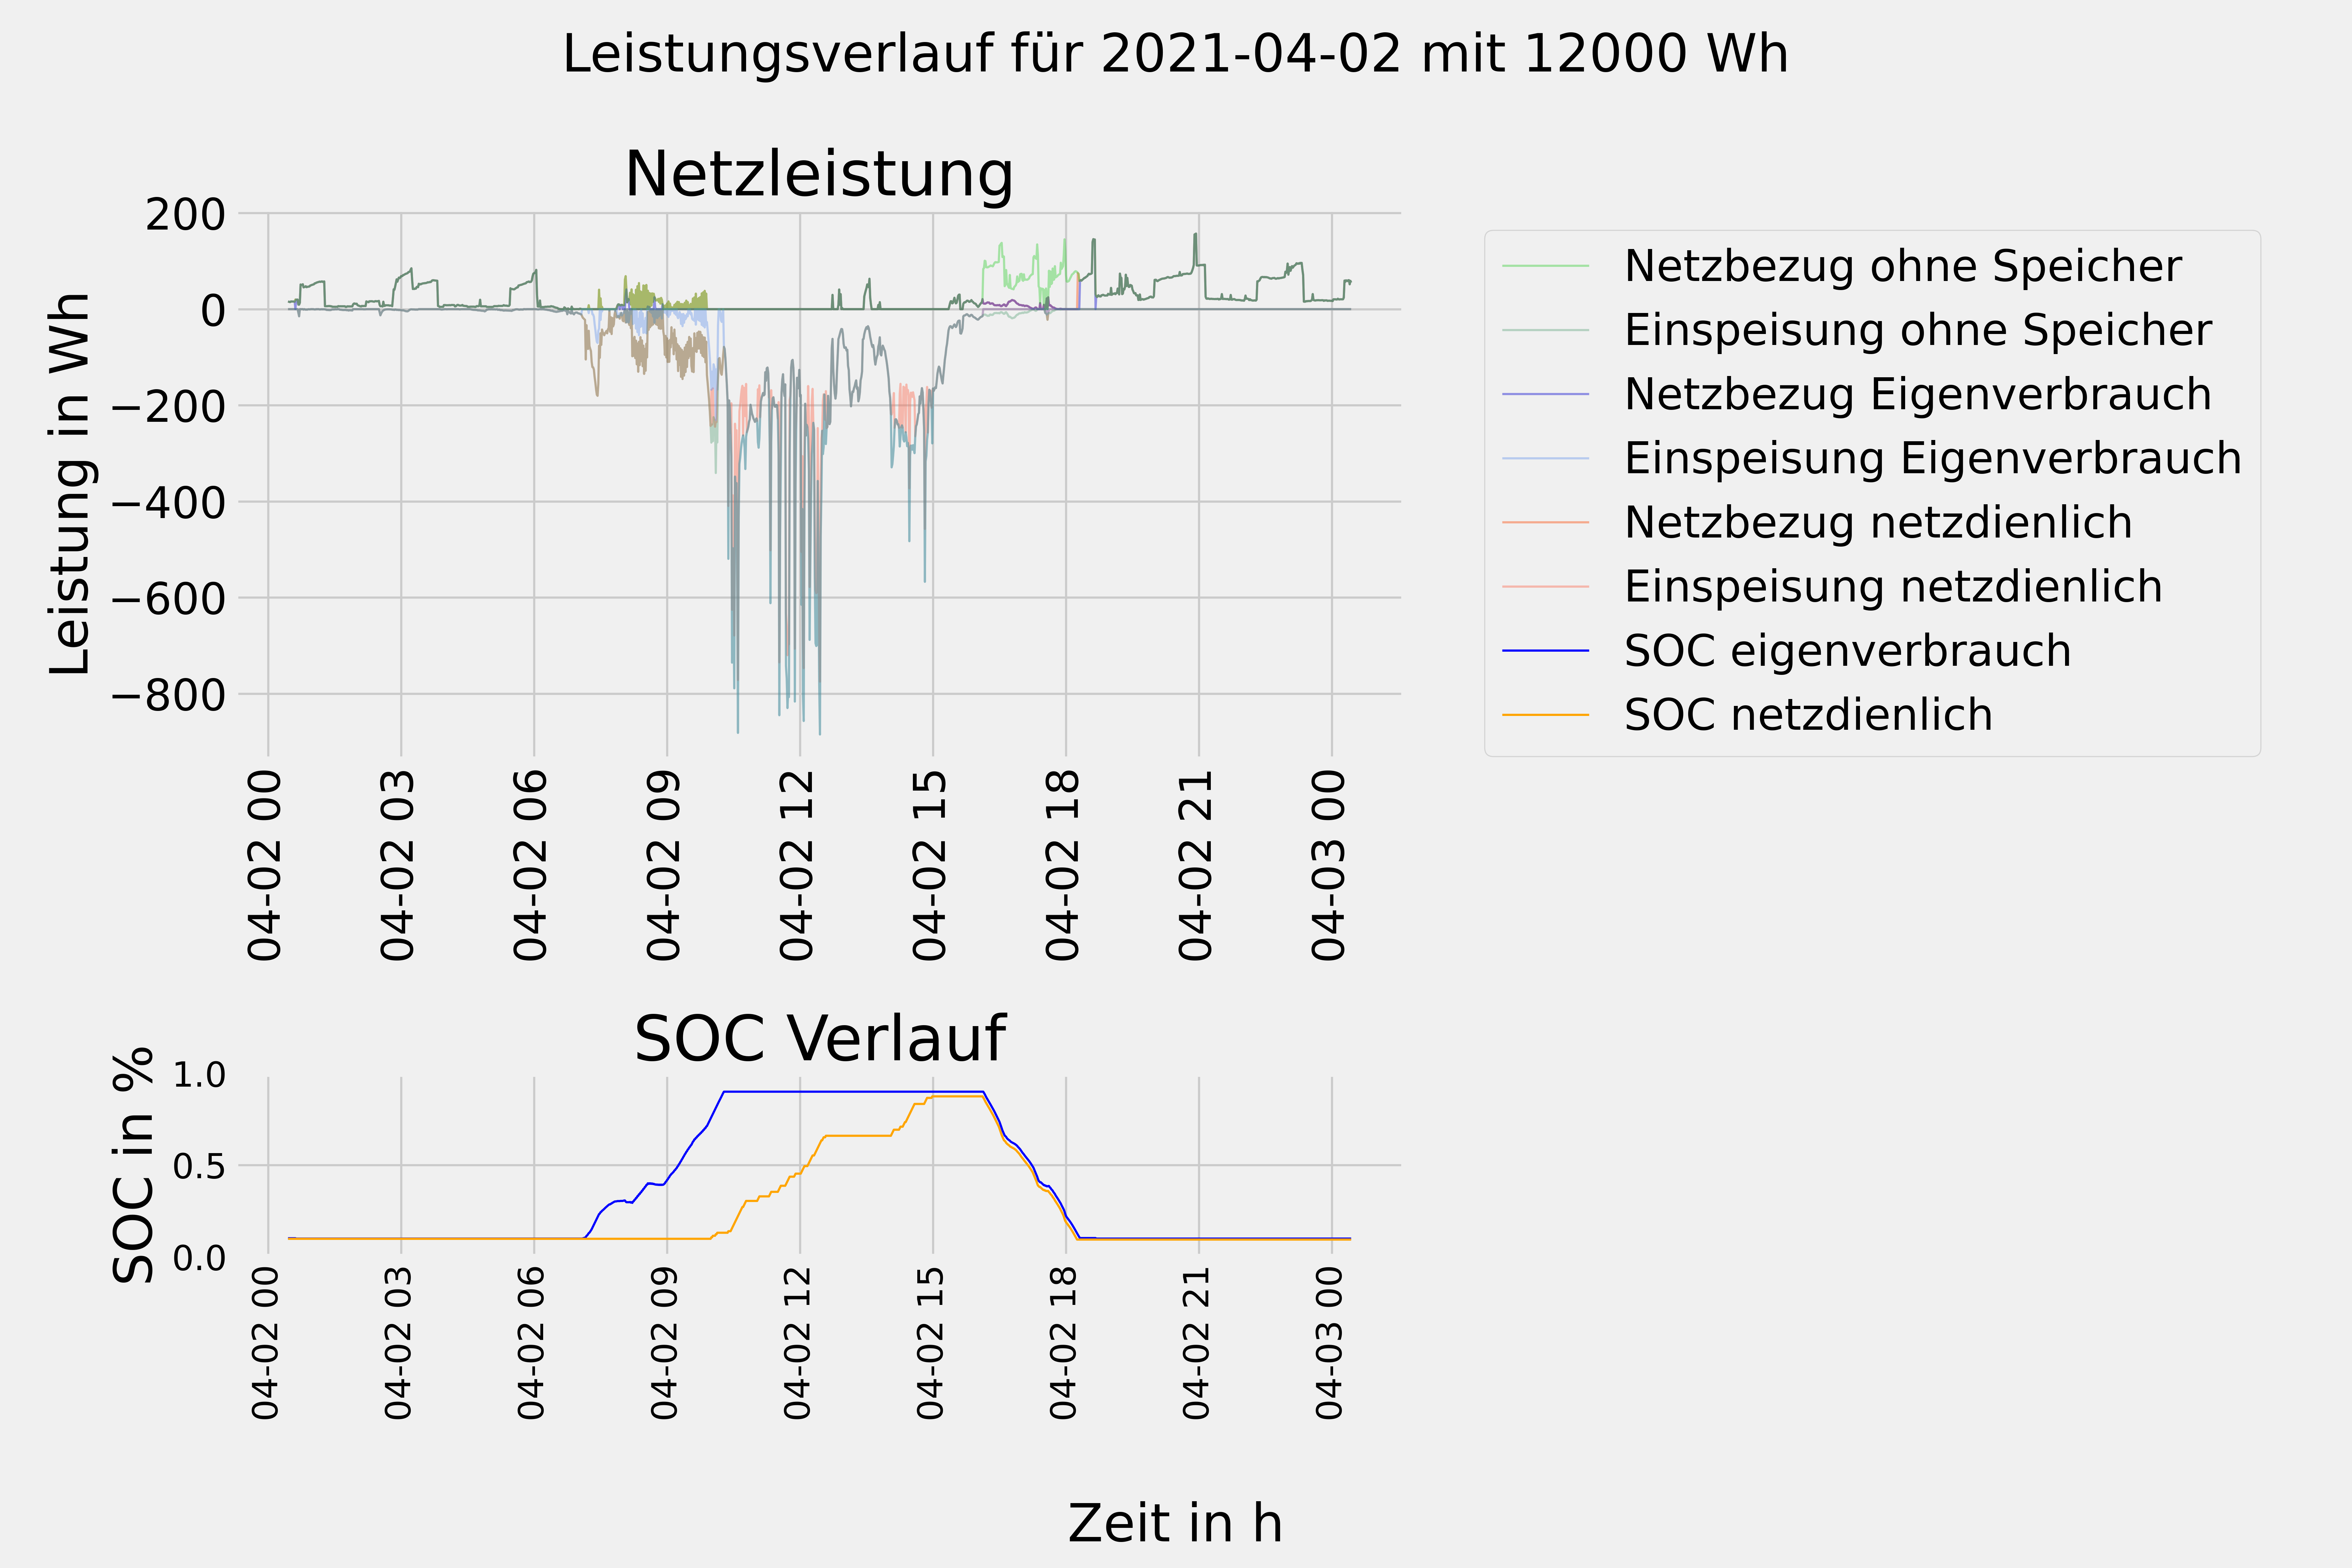 Leistungsverlauf für 2021-04-02 mit 12000 Wh
Netzleistung
Leistung in Wh
200
0
−200
−400
−600
−800
04-02 00
04-02 03
04-02 06
04-02 09
04-02 12
04-02 15
04-02 18
04-02 21
04-03 00
Netzbezug ohne Speicher
Einspeisung ohne Speicher
Netzbezug Eigenverbrauch
Einspeisung Eigenverbrauch
Netzbezug netzdienlich
Einspeisung netzdienlich
SOC eigenverbrauch
SOC netzdienlich
SOC Verlauf
SOC in %
1.0
0.5
0.0
04-02 00
04-02 03
04-02 06
04-02 09
04-02 12
04-02 15
04-02 18
04-02 21
04-03 00
Zeit in h